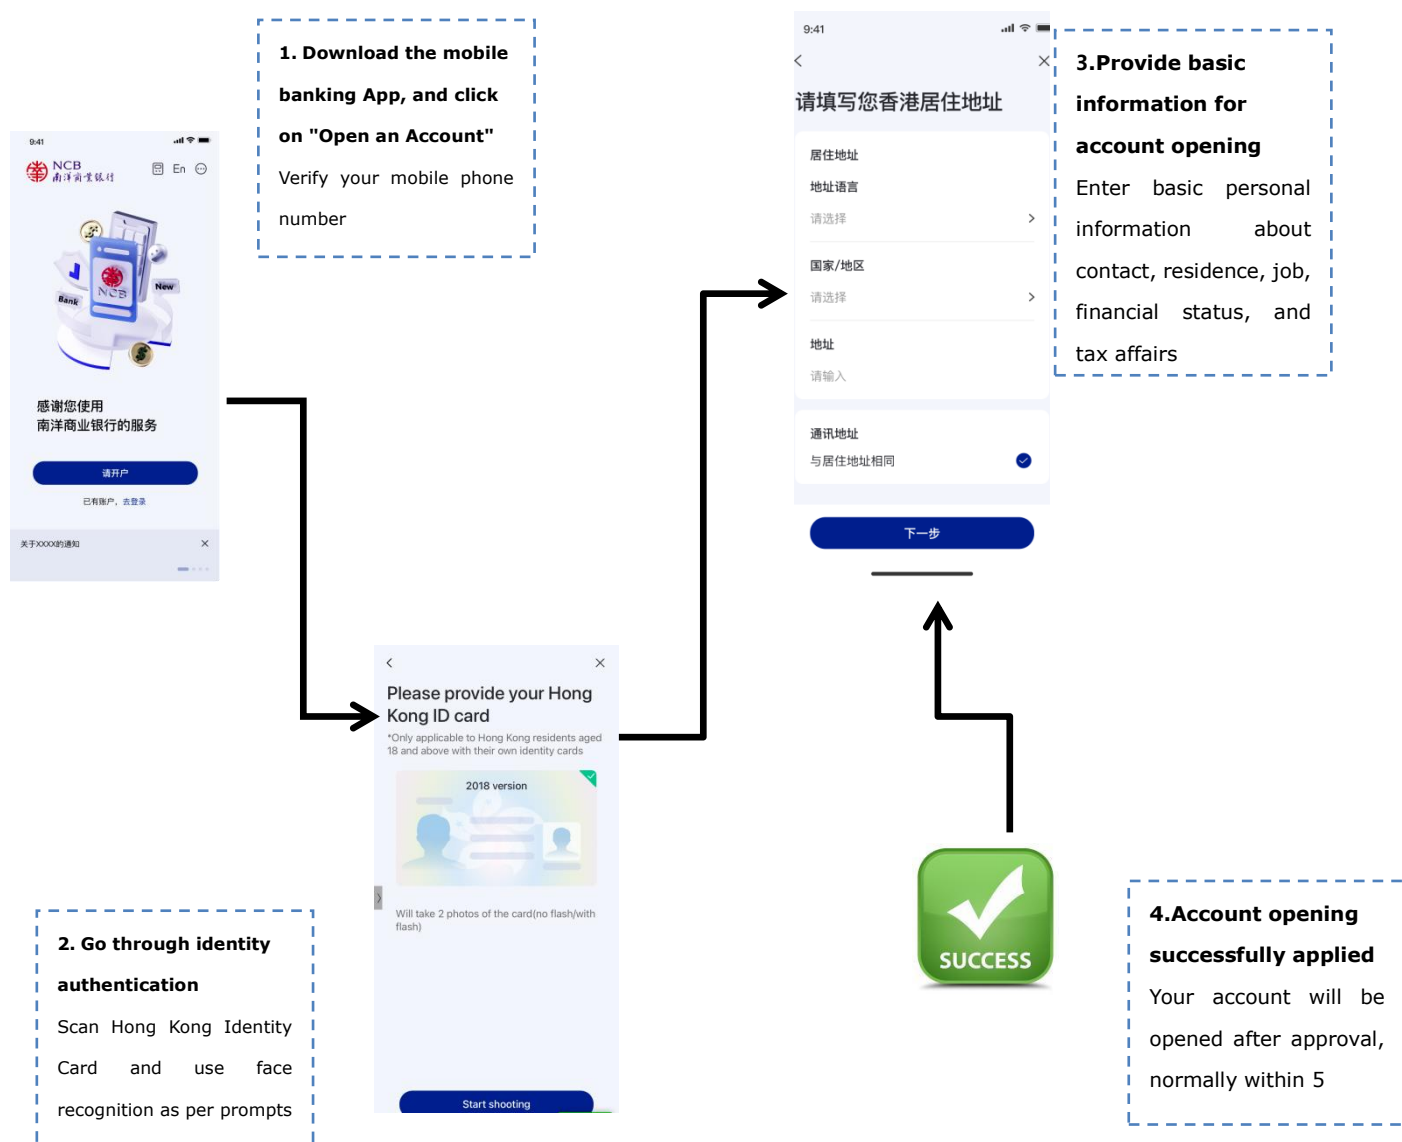 1. Download the mobile
banking App, and click
on "Open an Account"
Verify your mobile phone
number
9:41
NCB
南洋商業銀行
En
NCB
Bank
New
感谢您使用
南洋商业银行的服务
请开户
已有账户，去登录
关于XXXX的通知
2. Go through identity
authentication
Scan Hong Kong Identity
Card and use face
recognition as per prompts
Please provide your Hong
Kong ID card
*Only applicable to Hong Kong residents aged
18 and above with their own identity cards
2018 version
Will take 2 photos of the card(no flash/with
flash)
Start shooting
9:41
请填写您香港居住地址
居住地址
地址语言
请选择
国家/地区
请选择
地址
请输入
通讯地址
与居住地址相同
下一步
3.Provide basic
information for
account opening
Enter basic personal
information about
contact, residence, job,
financial status, and
tax affairs
SUCCESS
4.Account opening
successfully applied
Your account will be
opened after approval,
normally within 5